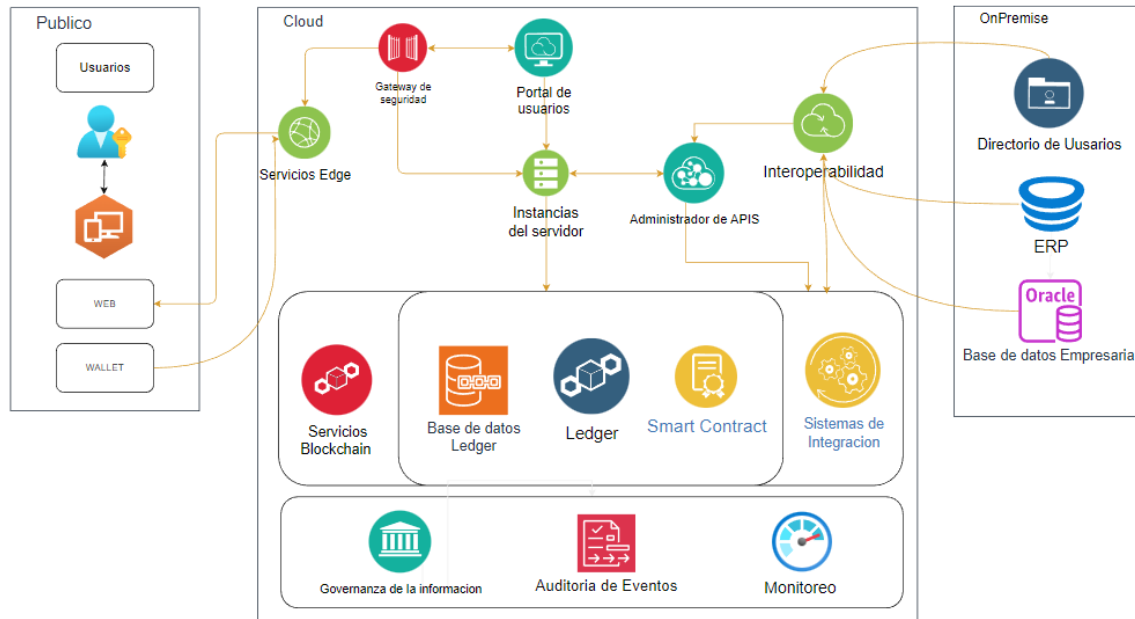 Publico
Usuarios
WEB
WALLET
Cloud
Gateway de
seguridad
Portal de
usuarios
Servicios Edge
Instancias
del servidor
Administrador de APIS
Interoperabilidad
Servicios
Blockchain
Base de datos
Ledger
Ledger
Smart Contract
Sistemas de
Integracion
Governanza de la informacion
Auditoria de Eventos
Monitoreo
OnPremise
Directorio de Uusarios
ERP
Oracle
Base de datos Empresaria